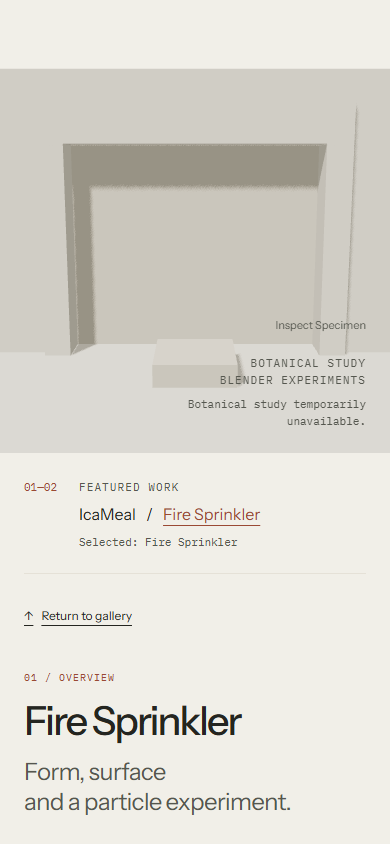 Inspect Specimen
BOTANICAL STUDY
BLENDER EXPERIMENTS
Botanical study temporarily
unavailable.
01—02 FEATURED WORK
IcaMeal / Fire Sprinkler
Selected: Fire Sprinkler
↑ Return to gallery
01 / OVERVIEW
Fire Sprinkler
Form, surface
and a particle experiment.